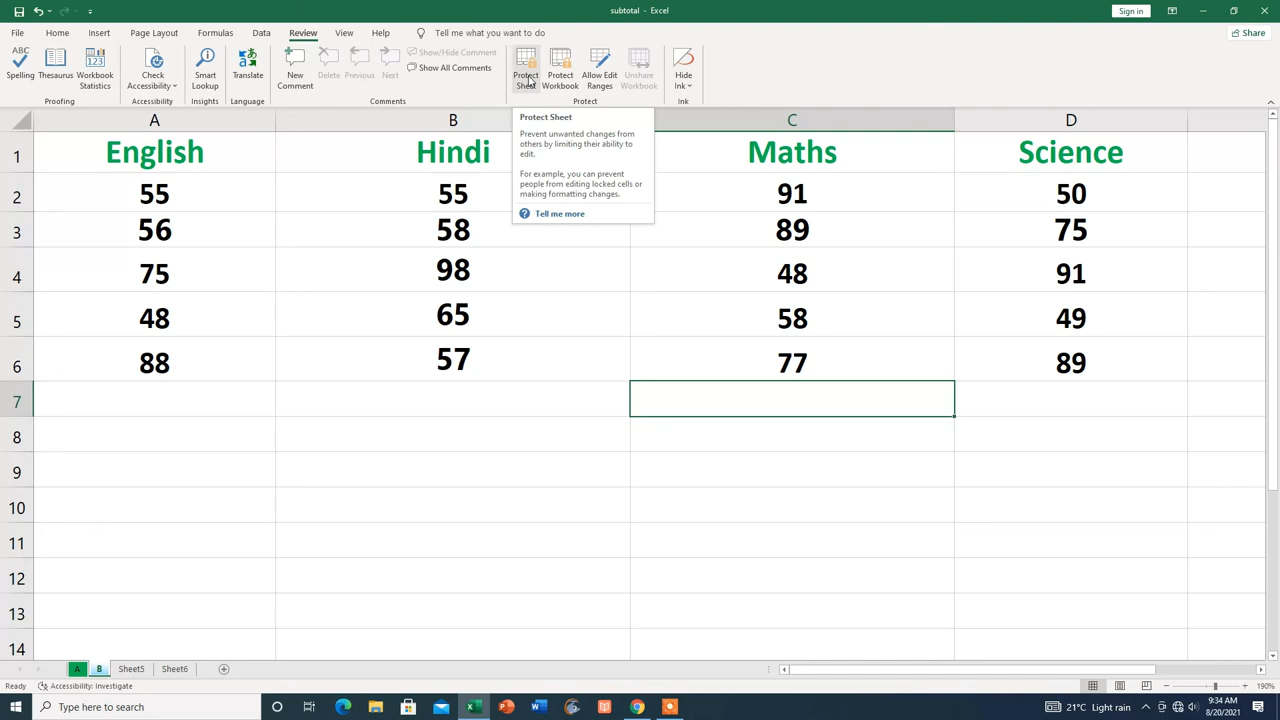 subtotal - Excel
Sign in
File Home Insert Page Layout Formulas Data Review View Help Tell me what you want to do Share
Spelling Thesaurus Workbook Statistics
Proofing
Check Accessibility
Accessibility
Smart Lookup
Insights
Translate
Language
New Comment Delete Previous Next
Show/Hide Comment
Show All Comments
Comments
Protect Sheet Protect Workbook Allow Edit Ranges Unshare Workbook
Protect
Hide Ink
Ink
Protect Sheet
Prevent unwanted changes from
others by limiting their ability to
edit.
For example, you can prevent
people from editing locked cells or
making formatting changes.
Tell me more
A B C D
1 English Hindi Maths Science
2 55 55 91 50
3 56 58 89 75
4 75 98 48 91
5 48 65 58 49
6 88 57 77 89
7
8
9
10
11
12
13
14
A B Sheet5 Sheet6
Ready Accessibility: Investigate 190%
Type here to search
21°C Light rain
9:34 AM
8/20/2021